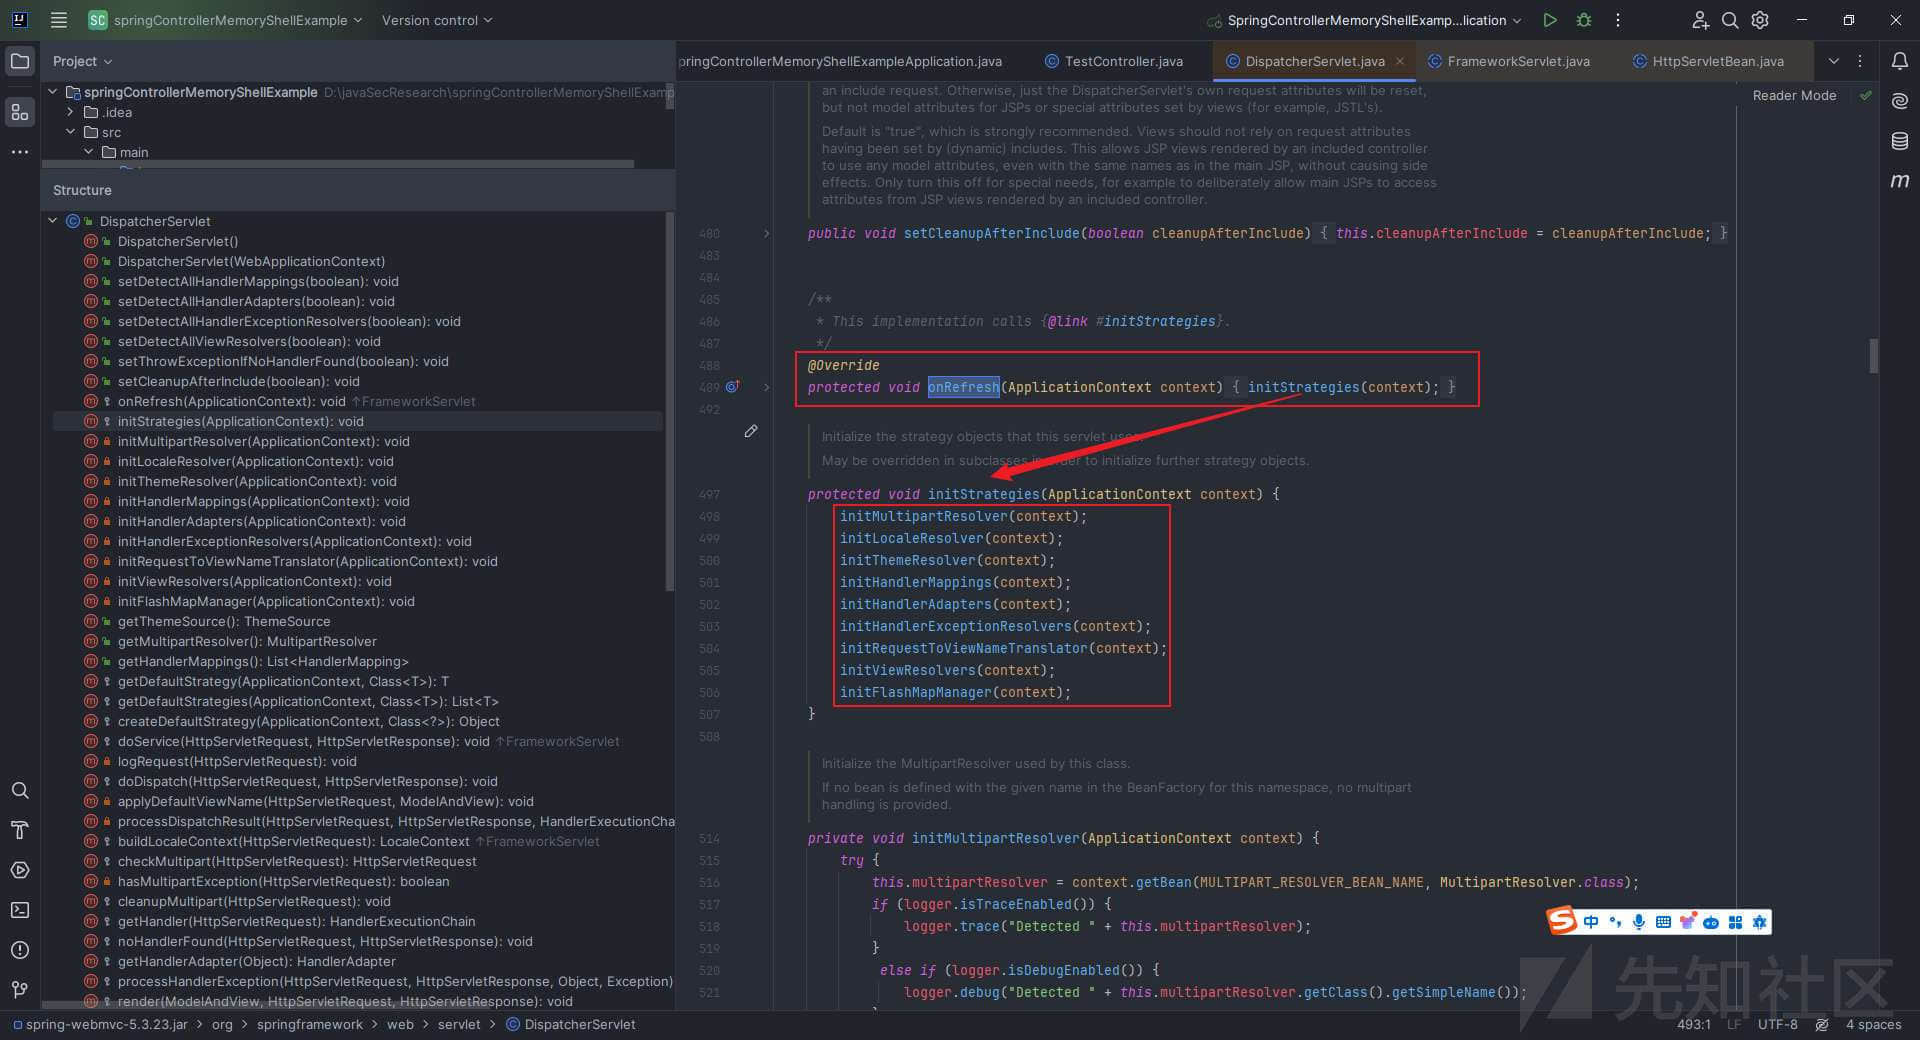 SC springControllerMemoryShellExample Version control SpringControllerMemoryShellExamp...lication
Project
springControllerMemoryShellExample D:\javaSecResearch\springControllerMemoryShellExamp
.idea
src
main
Structure
DispatcherServlet
DispatcherServlet()
DispatcherServlet(WebApplicationContext)
setDetectAllHandlerMappings(boolean): void
setDetectAllHandlerAdapters(boolean): void
setDetectAllHandlerExceptionResolvers(boolean): void
setDetectAllViewResolvers(boolean): void
setThrowExceptionIfNoHandlerFound(boolean): void
setCleanupAfterInclude(boolean): void
onRefresh(ApplicationContext): void ↑FrameworkServlet
initStrategies(ApplicationContext): void
initMultipartResolver(ApplicationContext): void
initLocaleResolver(ApplicationContext): void
initThemeResolver(ApplicationContext): void
initHandlerMappings(ApplicationContext): void
initHandlerAdapters(ApplicationContext): void
initHandlerExceptionResolvers(ApplicationContext): void
initRequestToViewNameTranslator(ApplicationContext): void
initViewResolvers(ApplicationContext): void
initFlashMapManager(ApplicationContext): void
getThemeSource(): ThemeSource
getMultipartResolver(): MultipartResolver
getHandlerMappings(): List<HandlerMapping>
getDefaultStrategy(ApplicationContext, Class<T>): T
getDefaultStrategies(ApplicationContext, Class<T>): List<T>
createDefaultStrategy(ApplicationContext, Class<?>): Object
doService(HttpServletRequest, HttpServletResponse): void ↑FrameworkServlet
logRequest(HttpServletRequest): void
doDispatch(HttpServletRequest, HttpServletResponse): void
applyDefaultViewName(HttpServletRequest, ModelAndView): void
processDispatchResult(HttpServletRequest, HttpServletResponse, HandlerExecutionCha
buildLocaleContext(HttpServletRequest): LocaleContext ↑FrameworkServlet
checkMultipart(HttpServletRequest): HttpServletRequest
hasMultipartException(HttpServletRequest): boolean
cleanupMultipart(HttpServletRequest): void
getHandler(HttpServletRequest): HandlerExecutionChain
noHandlerFound(HttpServletRequest, HttpServletResponse): void
getHandlerAdapter(Object): HandlerAdapter
processHandlerException(HttpServletRequest, HttpServletResponse, Object, Exception)
render(ModelAndView, HttpServletRequest, HttpServletResponse): void
pringControllerMemoryShellExampleApplication.java TestController.java DispatcherServlet.java FrameworkServlet.java HttpServletBean.java
Reader Mode
an include request. Otherwise, just the DispatcherServlet's own request attributes will be reset,
but not model attributes for JSPs or special attributes set by views (for example, JSTL's).
Default is "true", which is strongly recommended. Views should not rely on request attributes
having been set by (dynamic) includes. This allows JSP views rendered by an included controller
to use any model attributes, even with the same names as in the main JSP, without causing side
effects. Only turn this off for special needs, for example to deliberately allow main JSPs to access
attributes from JSP views rendered by an included controller.
480 public void setCleanupAfterInclude(boolean cleanupAfterInclude) { this.cleanupAfterInclude = cleanupAfterInclude; }
483
484
485 /**
486 * This implementation calls {@link #initStrategies}.
487 */
488 @Override
489 protected void onRefresh(ApplicationContext context) { initStrategies(context); }
492
Initialize the strategy objects that this servlet uses.
May be overridden in subclasses in order to initialize further strategy objects.
497 protected void initStrategies(ApplicationContext context) {
498 initMultipartResolver(context);
499 initLocaleResolver(context);
500 initThemeResolver(context);
501 initHandlerMappings(context);
502 initHandlerAdapters(context);
503 initHandlerExceptionResolvers(context);
504 initRequestToViewNameTranslator(context);
505 initViewResolvers(context);
506 initFlashMapManager(context);
507 }
508
Initialize the MultipartResolver used by this class.
If no bean is defined with the given name in the BeanFactory for this namespace, no multipart
handling is provided.
514 private void initMultipartResolver(ApplicationContext context) {
515 try {
516 this.multipartResolver = context.getBean(MULTIPART_RESOLVER_BEAN_NAME, MultipartResolver.class);
517 if (logger.isTraceEnabled()) {
518 logger.trace("Detected " + this.multipartResolver);
519 }
520 else if (logger.isDebugEnabled()) {
521 logger.debug("Detected " + this.multipartResolver.getClass().getSimpleName());
中
先知社区
spring-webmvc-5.3.23.jar > org > springframework > web > servlet > DispatcherServlet
493:1 LF UTF-8 4 spaces